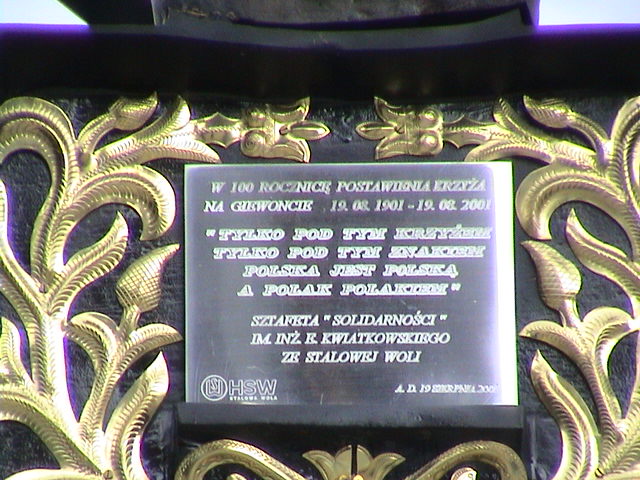 W 100 ROCZNICĘ POSTAWIENIA KRZYŻA
NA GIEWONCIE 19.08.1901 - 19.08.2001
"TYLKO POD TYM KRZYŻEM
TYLKO POD TYM ZNAKIEM
POLSKA JEST POLSKĄ
A POLAK POLAKIEM"
SZTAFETA "SOLIDARNOŚCI"
IM. INŻ. E. KWIATKOWSKIEGO
ZE STALOWEJ WOLI
HSW
STALOWA WOLA
A. D. 19 SIERPNIA 2001